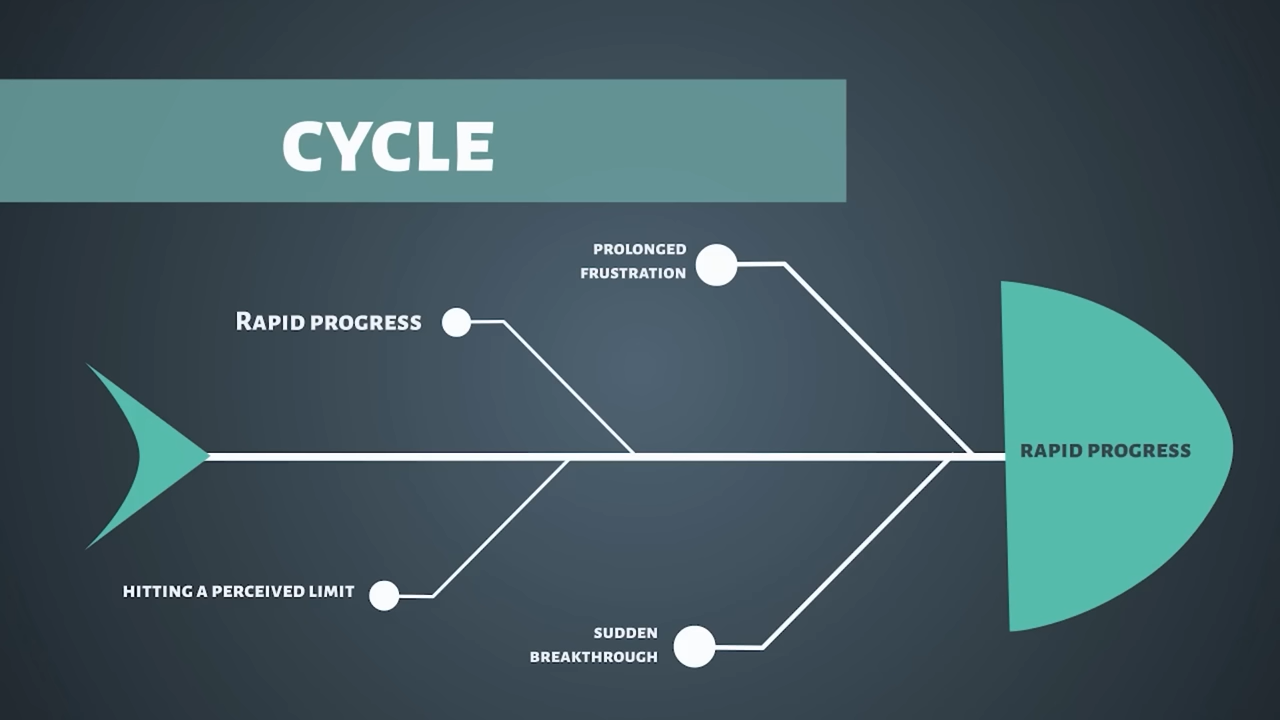 CYCLE
PROLONGED
FRUSTRATION
RAPID PROGRESS
RAPID PROGRESS
HITTING A PERCEIVED LIMIT
SUDDEN
BREAKTHROUGH